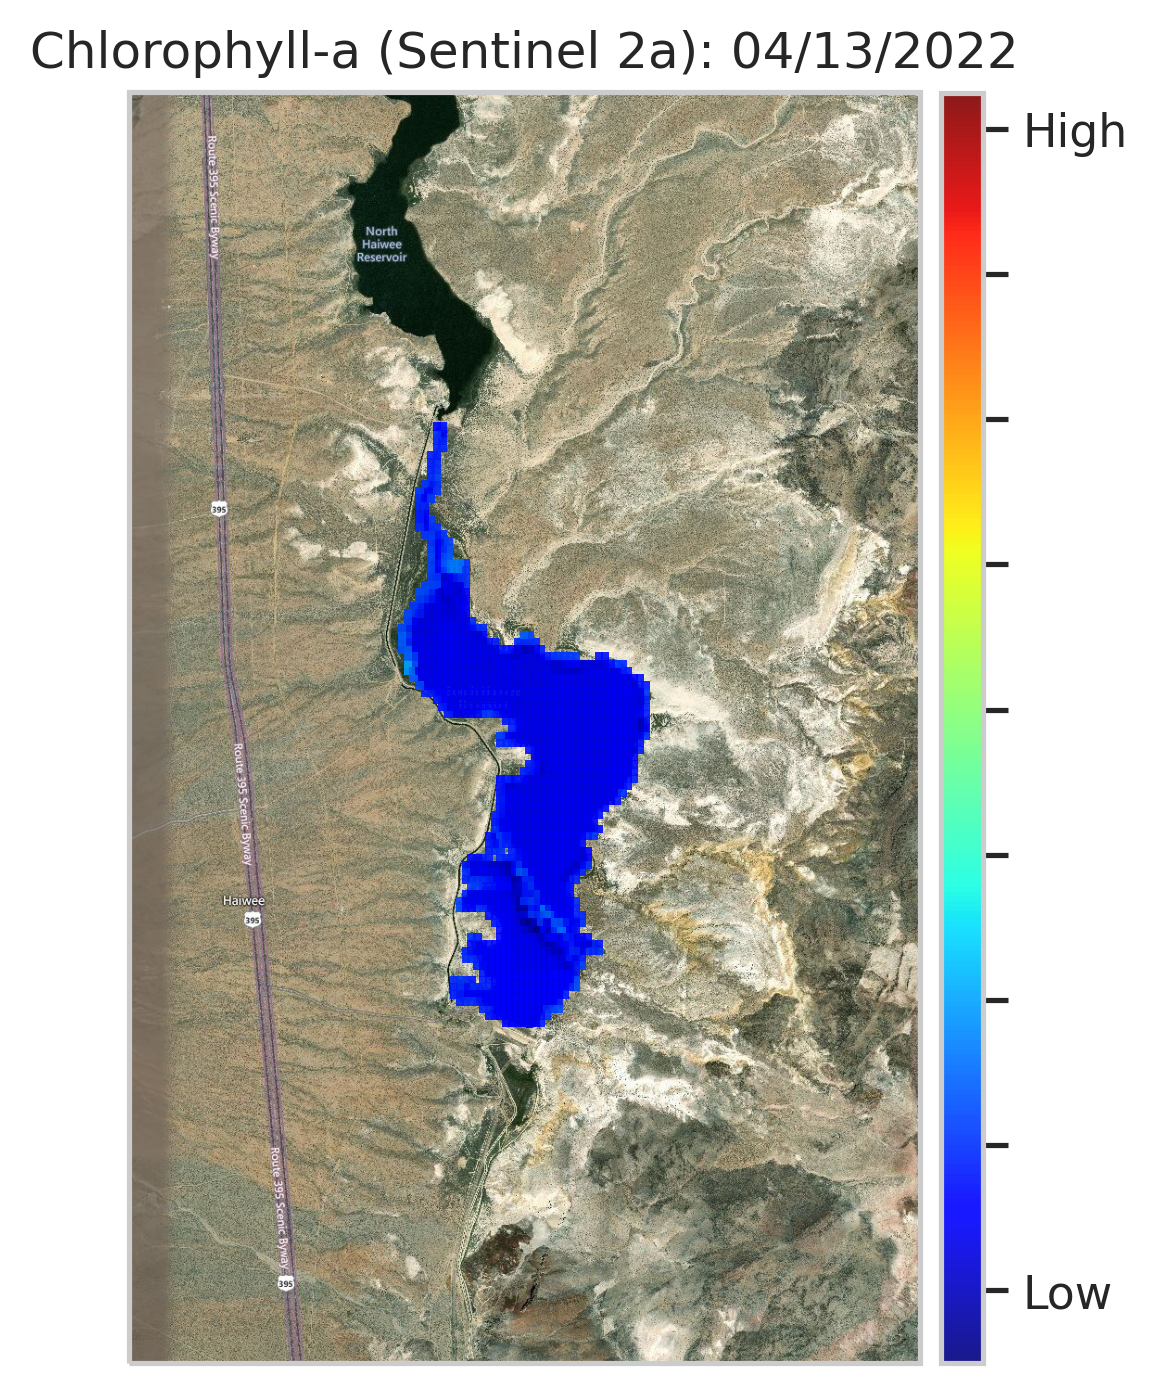 Chlorophyll-a (Sentinel 2a): 04/13/2022
High
Route 395 Scenic Byway
North
Haiwee
Reservoir
395
Route 395 Scenic Byway
Haiwee
395
Route 395 Scenic Byway
395
Low